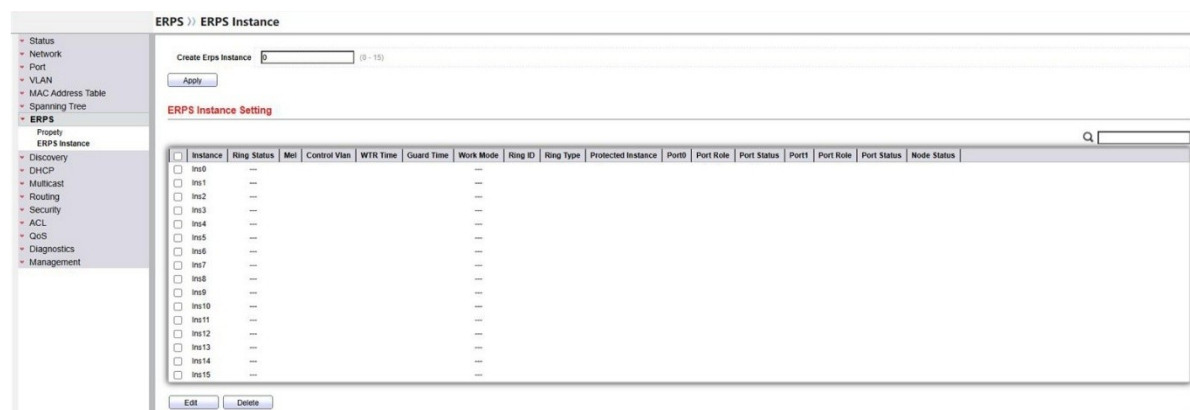 ERPS » ERPS Instance
Status
Network
Port
VLAN
MAC Address Table
Spanning Tree
ERPS
Propety
ERPS Instance
Discovery
DHCP
Multicast
Routing
Security
ACL
QoS
Diagnostics
Management
Create Erps Instance 0 (0 - 15)
Apply
ERPS Instance Setting
Instance Ring Status Mel Control Vlan WTR Time Guard Time Work Mode Ring ID Ring Type Protected Instance Port0 Port Role Port Status Port1 Port Role Port Status Node Status
Ins0 --- ---
Ins1 --- ---
Ins2 --- ---
Ins3 --- ---
Ins4 --- ---
Ins5 --- ---
Ins6 --- ---
Ins7 --- ---
Ins8 --- ---
Ins9 --- ---
Ins10 --- ---
Ins11 --- ---
Ins12 --- ---
Ins13 --- ---
Ins14 --- ---
Ins15 --- ---
Edit Delete